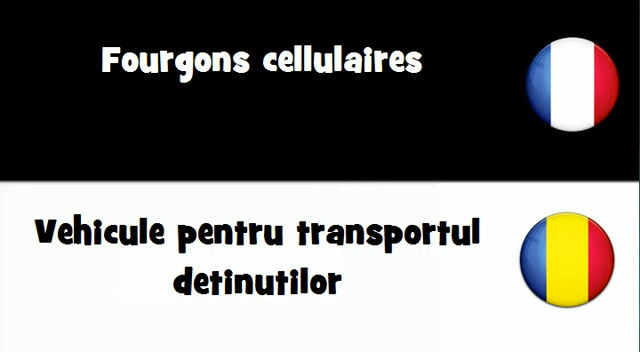 Fourgons cellulaires
Vehicule pentru transportul
detinutilor